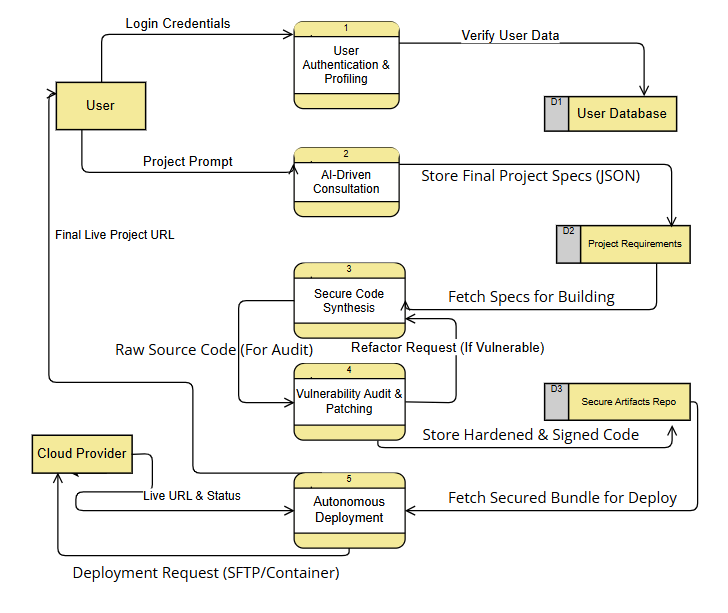 Login Credentials
1
User
Authentication &
Profiling
Verify User Data
User
D1
User Database
Project Prompt
2
AI-Driven
Consultation
Store Final Project Specs (JSON)
Final Live Project URL
D2
Project Requirements
3
Secure Code
Synthesis
Fetch Specs for Building
Raw Source Code (For Audit)
Refactor Request (If Vulnerable)
4
Vulnerability Audit &
Patching
D3
Secure Artifacts Repo
Store Hardened & Signed Code
Cloud Provider
5
Autonomous
Deployment
Live URL & Status
Fetch Secured Bundle for Deploy
Deployment Request (SFTP/Container)